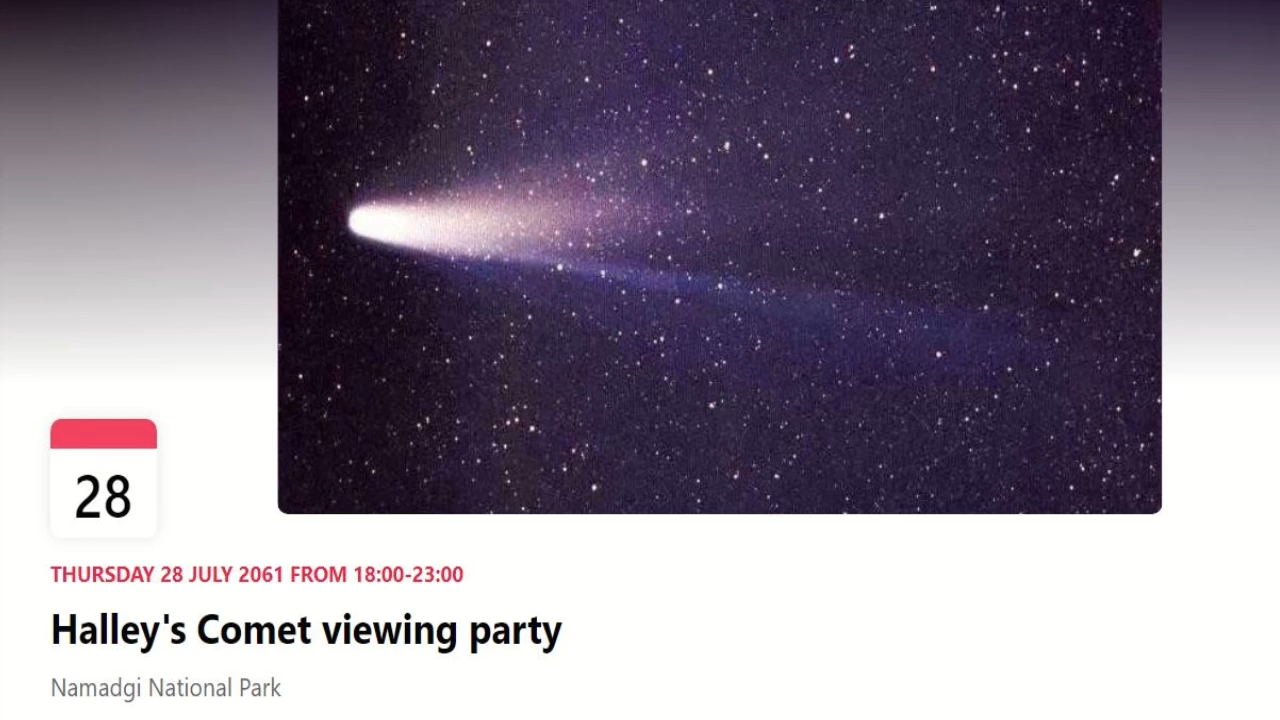 28
THURSDAY 28 JULY 2061 FROM 18:00-23:00
Halley's Comet viewing party
Namadgi National Park